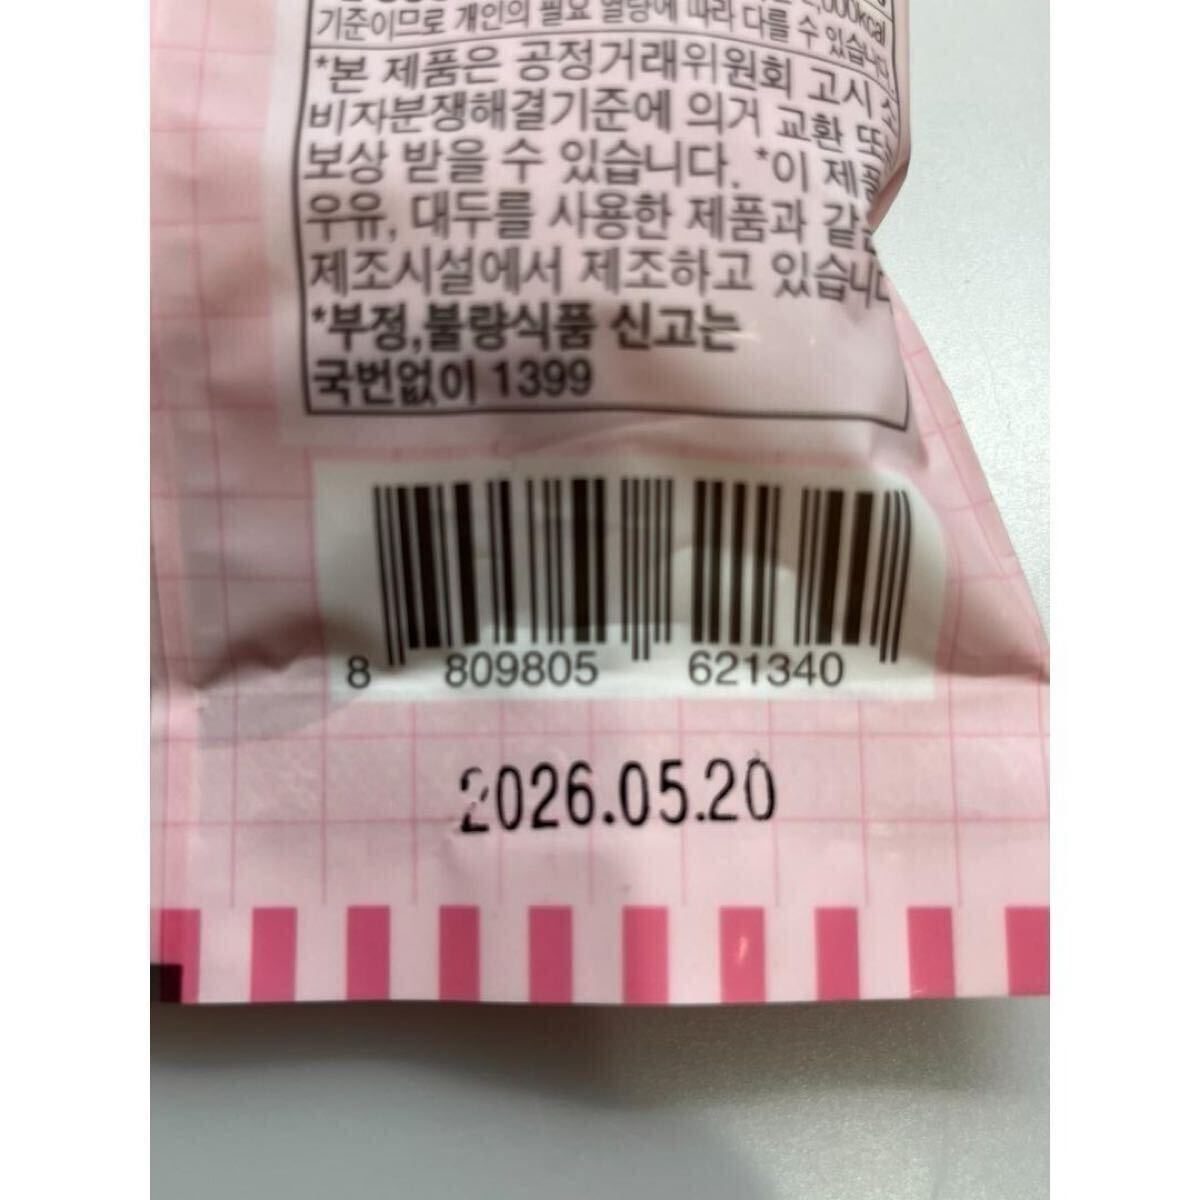 2,000kcal
기준이므로 개인의 필요 열량에 따라 다를 수 있습니다.
*본 제품은 공정거래위원회 고시 소
비자분쟁해결기준에 의거 교환 또는
보상 받을 수 있습니다. *이 제품
우유, 대두를 사용한 제품과 같은
제조시설에서 제조하고 있습니다
*부정,불량식품 신고는
국번없이 1399
8 809805 621340
2026.05.20